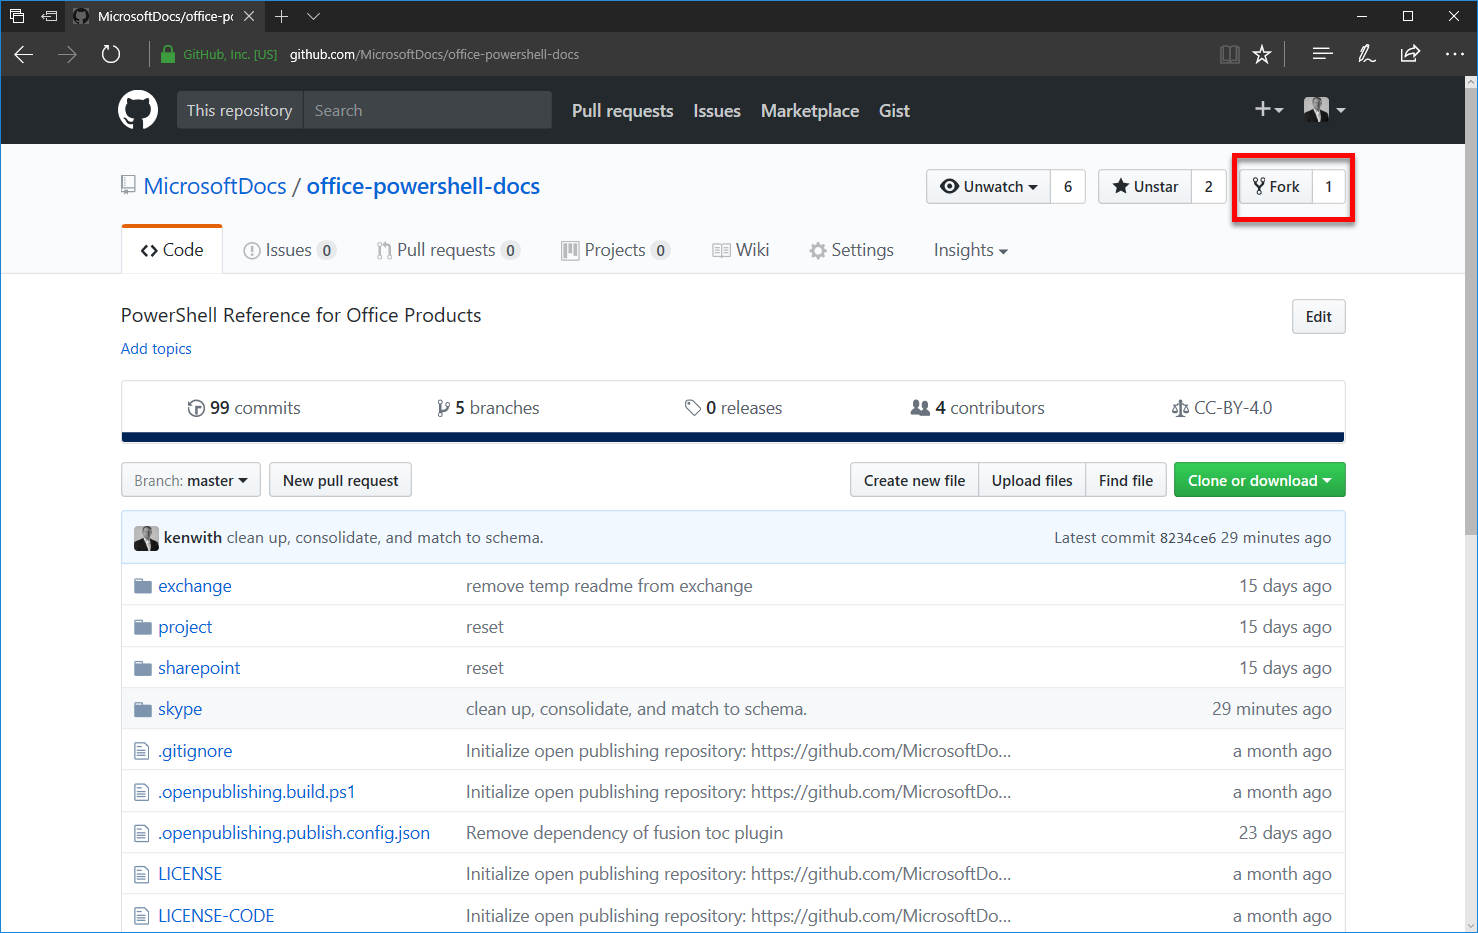 MicrosoftDocs/office-po
GitHub, Inc. [US] github.com/MicrosoftDocs/office-powershell-docs
This repository Search Pull requests Issues Marketplace Gist
MicrosoftDocs / office-powershell-docs Unwatch 6 Unstar 2 Fork 1
Code Issues 0 Pull requests 0 Projects 0 Wiki Settings Insights
PowerShell Reference for Office Products Edit
Add topics
99 commits 5 branches 0 releases 4 contributors CC-BY-4.0
Branch: master New pull request Create new file Upload files Find file Clone or download
kenwith clean up, consolidate, and match to schema. Latest commit 8234ce6 29 minutes ago
exchange remove temp readme from exchange 15 days ago
project reset 15 days ago
sharepoint reset 15 days ago
skype clean up, consolidate, and match to schema. 29 minutes ago
.gitignore Initialize open publishing repository: https://github.com/MicrosoftDo... a month ago
.openpublishing.build.ps1 Initialize open publishing repository: https://github.com/MicrosoftDo... a month ago
.openpublishing.publish.config.json Remove dependency of fusion toc plugin 23 days ago
LICENSE Initialize open publishing repository: https://github.com/MicrosoftDo... a month ago
LICENSE-CODE Initialize open publishing repository: https://github.com/MicrosoftDo... a month ago